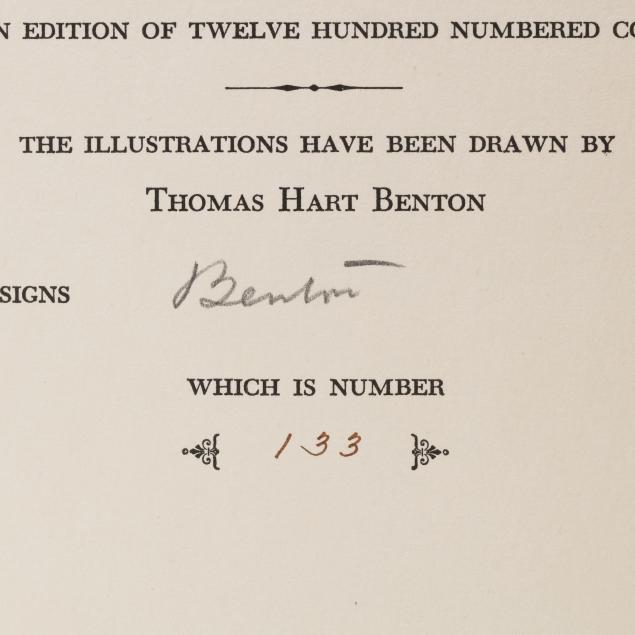 N EDITION OF TWELVE HUNDRED NUMBERED CO
THE ILLUSTRATIONS HAVE BEEN DRAWN BY
THOMAS HART BENTON
SIGNS Benton
WHICH IS NUMBER
133